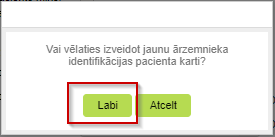 Vai vēlaties izveidot jaunu ārzemnieka
identifikācijas pacienta karti?
Labi Atcelt